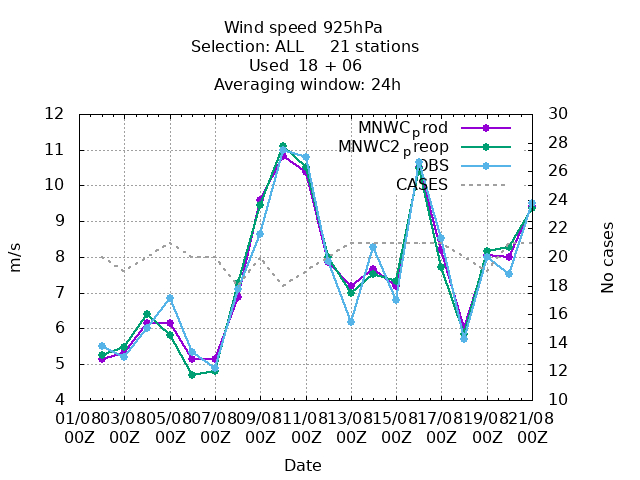 Wind speed 925hPa
Selection: ALL 21 stations
Used 18 + 06
Averaging window: 24h
12 30
MNWCprod
28
11 MNWC2preop
OBS
26
10 CASES
24
9
22
8 20
m/s No cases
7 18
16
6
14
5
12
4 10
01/08 03/08 05/08 07/08 09/08 11/08 13/08 15/08 17/08 19/08 21/08
00Z 00Z 00Z 00Z 00Z 00Z 00Z 00Z 00Z 00Z 00Z
Date